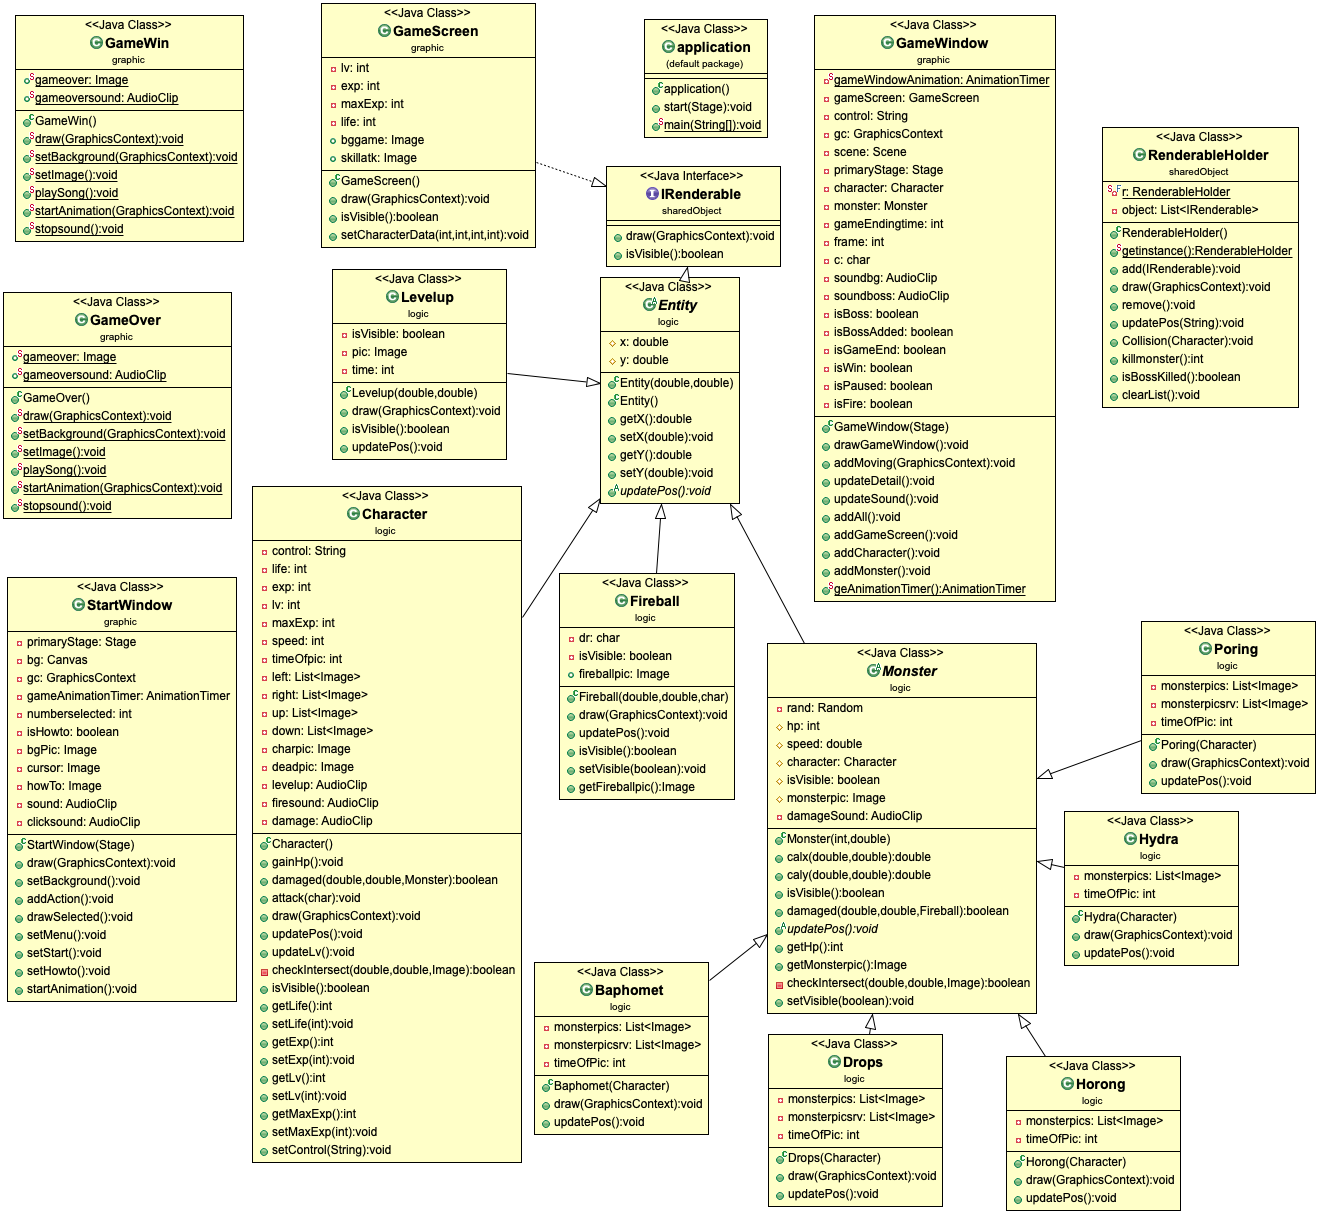 <<Java Class>>
GameWin
graphic
gameover: Image
gameoversound: AudioClip
GameWin()
draw(GraphicsContext):void
setBackground(GraphicsContext):void
setImage():void
playSong():void
startAnimation(GraphicsContext):void
stopsound():void
<<Java Class>>
GameScreen
graphic
lv: int
exp: int
maxExp: int
life: int
bggame: Image
skillatk: Image
GameScreen()
draw(GraphicsContext):void
isVisible():boolean
setCharacterData(int,int,int,int):void
<<Java Class>>
application
(default package)
application()
start(Stage):void
main(String[]):void
<<Java Class>>
GameWindow
graphic
gameWindowAnimation: AnimationTimer
gameScreen: GameScreen
control: String
gc: GraphicsContext
scene: Scene
primaryStage: Stage
character: Character
monster: Monster
gameEndingtime: int
frame: int
c: char
soundbg: AudioClip
soundboss: AudioClip
isBoss: boolean
isBossAdded: boolean
isGameEnd: boolean
isWin: boolean
isPaused: boolean
isFire: boolean
GameWindow(Stage)
drawGameWindow():void
addMoving(GraphicsContext):void
updateDetail():void
updateSound():void
addAll():void
addGameScreen():void
addCharacter():void
addMonster():void
geAnimationTimer():AnimationTimer
<<Java Class>>
RenderableHolder
sharedObject
r: RenderableHolder
object: List<IRenderable>
RenderableHolder()
getinstance():RenderableHolder
add(IRenderable):void
draw(GraphicsContext):void
remove():void
updatePos(String):void
Collision(Character):void
killmonster():int
isBossKilled():boolean
clearList():void
<<Java Interface>>
IRenderable
sharedObject
draw(GraphicsContext):void
isVisible():boolean
<<Java Class>>
Levelup
logic
isVisible: boolean
pic: Image
time: int
Levelup(double,double)
draw(GraphicsContext):void
isVisible():boolean
updatePos():void
<<Java Class>>
Entity
logic
x: double
y: double
Entity(double,double)
Entity()
getX():double
setX(double):void
getY():double
setY(double):void
updatePos():void
<<Java Class>>
GameOver
graphic
gameover: Image
gameoversound: AudioClip
GameOver()
draw(GraphicsContext):void
setBackground(GraphicsContext):void
setImage():void
playSong():void
startAnimation(GraphicsContext):void
stopsound():void
<<Java Class>>
Character
logic
control: String
life: int
exp: int
lv: int
maxExp: int
speed: int
timeOfpic: int
left: List<Image>
right: List<Image>
up: List<Image>
down: List<Image>
charpic: Image
deadpic: Image
levelup: AudioClip
firesound: AudioClip
damage: AudioClip
Character()
gainHp():void
damaged(double,double,Monster):boolean
attack(char):void
draw(GraphicsContext):void
updatePos():void
updateLv():void
checkIntersect(double,double,Image):boolean
isVisible():boolean
getLife():int
setLife(int):void
getExp():int
setExp(int):void
getLv():int
setLv(int):void
getMaxExp():int
setMaxExp(int):void
setControl(String):void
<<Java Class>>
StartWindow
graphic
primaryStage: Stage
bg: Canvas
gc: GraphicsContext
gameAnimationTimer: AnimationTimer
numberselected: int
isHowto: boolean
bgPic: Image
cursor: Image
howTo: Image
sound: AudioClip
clicksound: AudioClip
StartWindow(Stage)
draw(GraphicsContext):void
setBackground():void
addAction():void
drawSelected():void
setMenu():void
setStart():void
setHowto():void
startAnimation():void
<<Java Class>>
Fireball
logic
dr: char
isVisible: boolean
fireballpic: Image
Fireball(double,double,char)
draw(GraphicsContext):void
updatePos():void
isVisible():boolean
setVisible(boolean):void
getFireballpic():Image
<<Java Class>>
Monster
logic
rand: Random
hp: int
speed: double
character: Character
isVisible: boolean
monsterpic: Image
damageSound: AudioClip
Monster(int,double)
calx(double,double):double
caly(double,double):double
isVisible():boolean
damaged(double,double,Fireball):boolean
updatePos():void
getHp():int
getMonsterpic():Image
checkIntersect(double,double,Image):boolean
setVisible(boolean):void
<<Java Class>>
Poring
logic
monsterpics: List<Image>
monsterpicsrv: List<Image>
timeOfPic: int
Poring(Character)
draw(GraphicsContext):void
updatePos():void
<<Java Class>>
Hydra
logic
monsterpics: List<Image>
timeOfPic: int
Hydra(Character)
draw(GraphicsContext):void
updatePos():void
<<Java Class>>
Baphomet
logic
monsterpics: List<Image>
monsterpicsrv: List<Image>
timeOfPic: int
Baphomet(Character)
draw(GraphicsContext):void
updatePos():void
<<Java Class>>
Drops
logic
monsterpics: List<Image>
monsterpicsrv: List<Image>
timeOfPic: int
Drops(Character)
draw(GraphicsContext):void
updatePos():void
<<Java Class>>
Horong
logic
monsterpics: List<Image>
timeOfPic: int
Horong(Character)
draw(GraphicsContext):void
updatePos():void